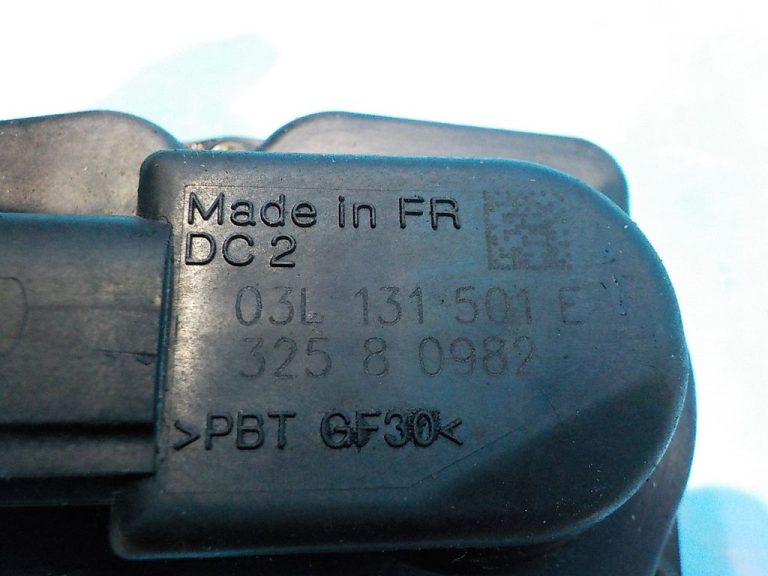 Made in FR
DC 2
03L 131 501 E
325 8 0982
>PBT GF30<